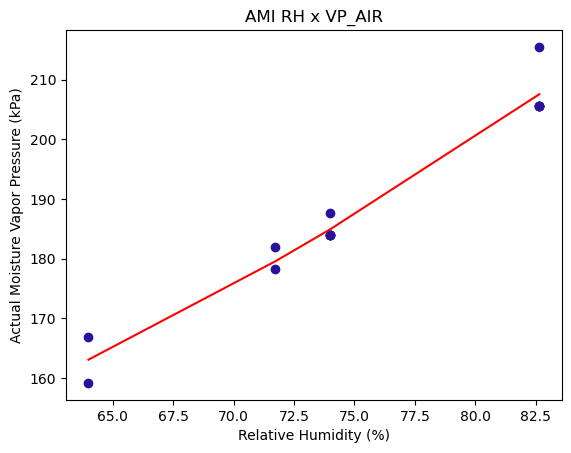 AMI RH x VP_AIR
Actual Moisture Vapor Pressure (kPa)
210
200
190
180
170
160
65.0 67.5 70.0 72.5 75.0 77.5 80.0 82.5
Relative Humidity (%)